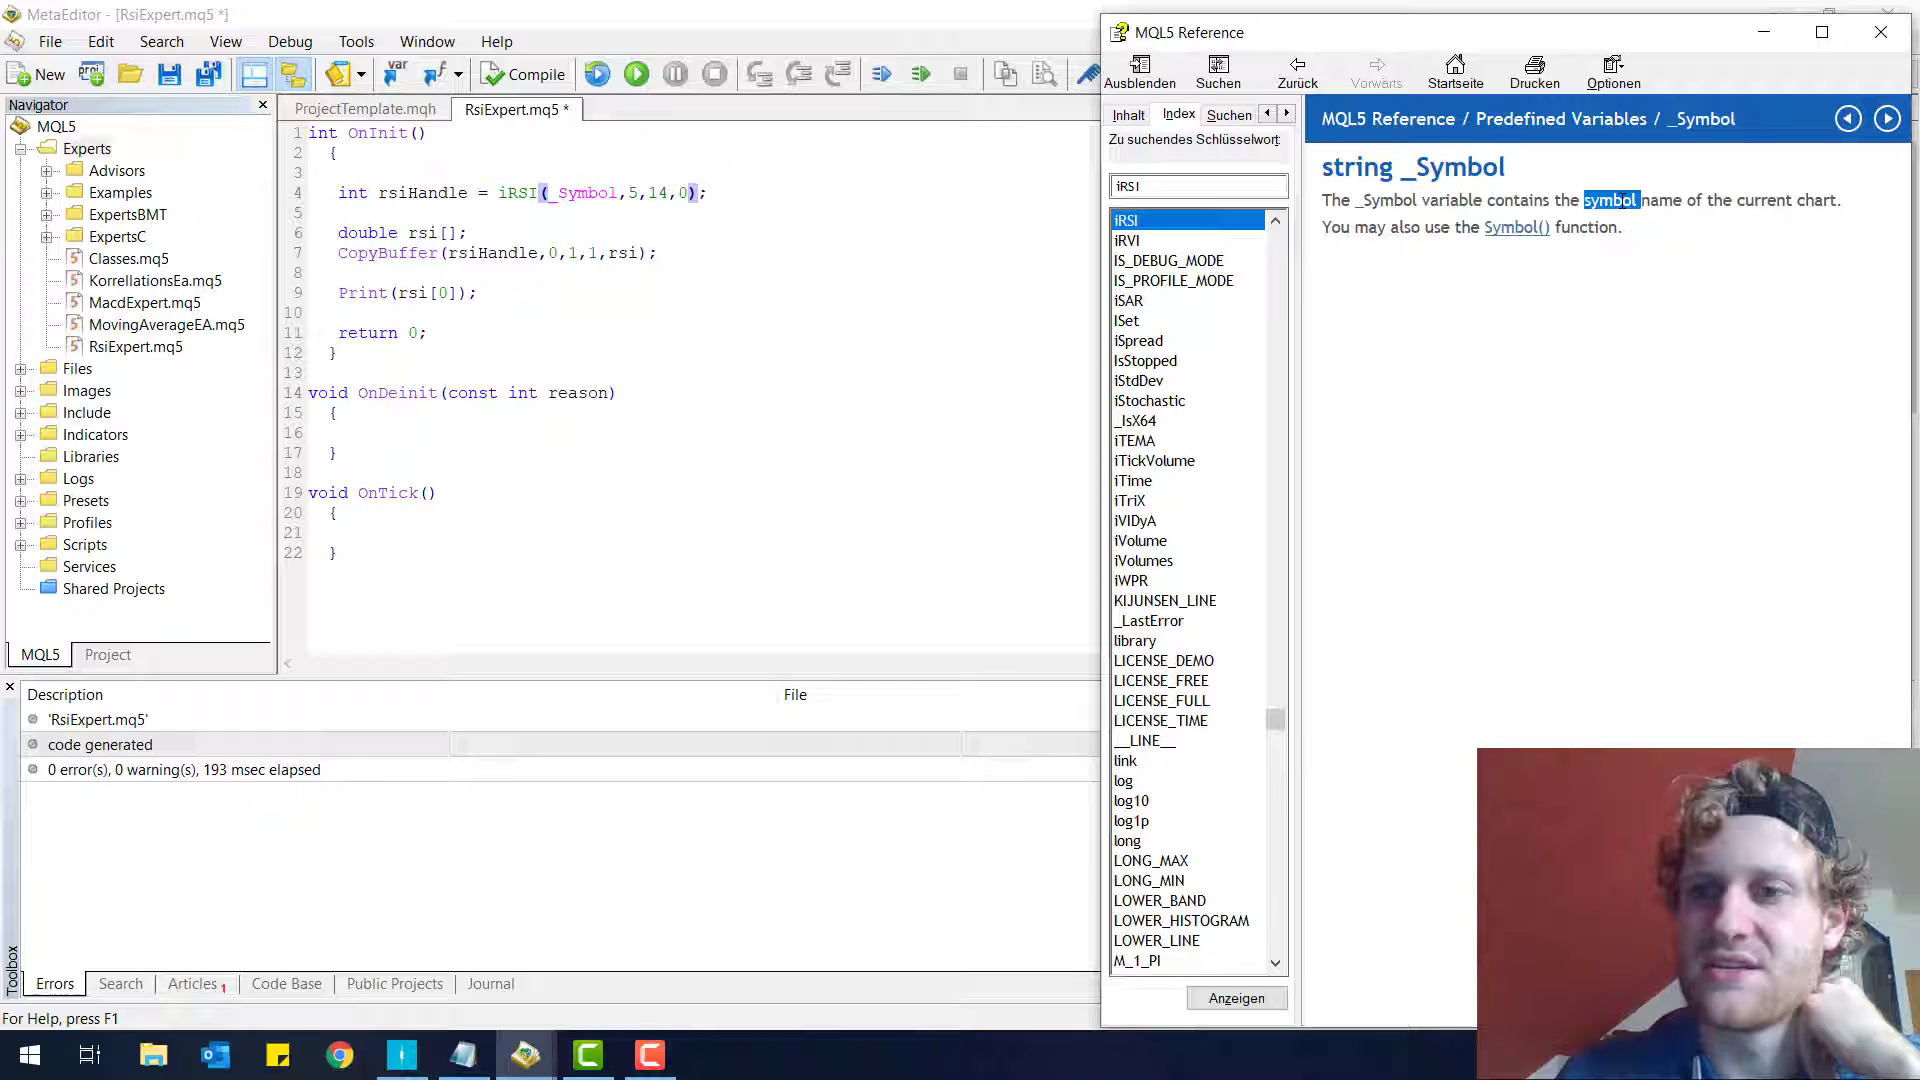 MetaEditor - [RsiExpert.mq5 *]
File Edit Search View Debug Tools Window Help
New Compile
Navigator
MQL5
Experts
Advisors
Examples
ExpertsBMT
ExpertsC
Classes.mq5
KorrellationsEa.mq5
MacdExpert.mq5
MovingAverageEA.mq5
RsiExpert.mq5
Files
Images
Include
Indicators
Libraries
Logs
Presets
Profiles
Scripts
Services
Shared Projects
MQL5 Project
ProjectTemplate.mqh RsiExpert.mq5 *
1 int OnInit()
2 {
3
4 int rsiHandle = iRSI(_Symbol,5,14,0);
5
6 double rsi[];
7 CopyBuffer(rsiHandle,0,1,1,rsi);
8
9 Print(rsi[0]);
10
11 return 0;
12 }
13
14 void OnDeinit(const int reason)
15 {
16
17 }
18
19 void OnTick()
20 {
21
22 }
Description File
'RsiExpert.mq5'
code generated
0 error(s), 0 warning(s), 193 msec elapsed
Toolbox
Errors Search Articles 1 Code Base Public Projects Journal
For Help, press F1
MQL5 Reference
Ausblenden Suchen Zurück Vorwärts Startseite Drucken Optionen
Inhalt Index Suchen
Zu suchendes Schlüsselwort
iRSI
iRSI
iRVI
IS_DEBUG_MODE
IS_PROFILE_MODE
iSAR
ISet
iSpread
IsStopped
iStdDev
iStochastic
_IsX64
iTEMA
iTickVolume
iTime
iTriX
iVIDyA
iVolume
iVolumes
iWPR
KIJUNSEN_LINE
_LastError
library
LICENSE_DEMO
LICENSE_FREE
LICENSE_FULL
LICENSE_TIME
__LINE__
link
log
log10
log1p
long
LONG_MAX
LONG_MIN
LOWER_BAND
LOWER_HISTOGRAM
LOWER_LINE
M_1_PI
Anzeigen
MQL5 Reference / Predefined Variables / _Symbol
string _Symbol
The _Symbol variable contains the symbol name of the current chart.
You may also use the Symbol() function.